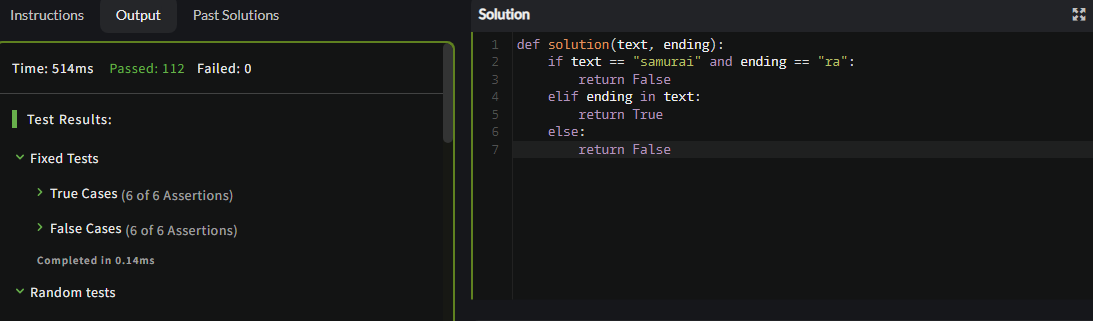 Instructions Output Past Solutions
Time: 514ms Passed: 112 Failed: 0
Test Results:
Fixed Tests
True Cases (6 of 6 Assertions)
False Cases (6 of 6 Assertions)
Completed in 0.14ms
Random tests
Solution
1 def solution(text, ending):
2     if text == "samurai" and ending == "ra":
3         return False
4     elif ending in text:
5         return True
6     else:
7         return False